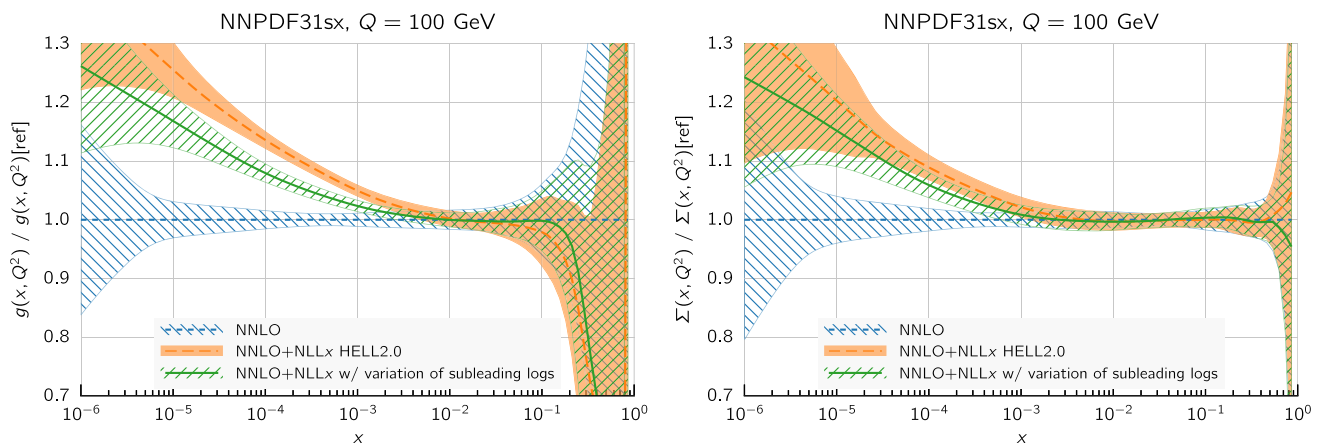 NNPDF31sx, Q = 100 GeV
g(x, Q²) / g(x, Q²)[ref]
1.3
1.2
1.1
1.0
0.9
0.8
0.7
NNLO
NNLO+NLLx HELL2.0
NNLO+NLLx w/ variation of subleading logs
10⁻⁶ 10⁻⁵ 10⁻⁴ 10⁻³ 10⁻² 10⁻¹ 10⁰
x
NNPDF31sx, Q = 100 GeV
Σ(x, Q²) / Σ(x, Q²)[ref]
1.3
1.2
1.1
1.0
0.9
0.8
0.7
NNLO
NNLO+NLLx HELL2.0
NNLO+NLLx w/ variation of subleading logs
10⁻⁶ 10⁻⁵ 10⁻⁴ 10⁻³ 10⁻² 10⁻¹ 10⁰
x